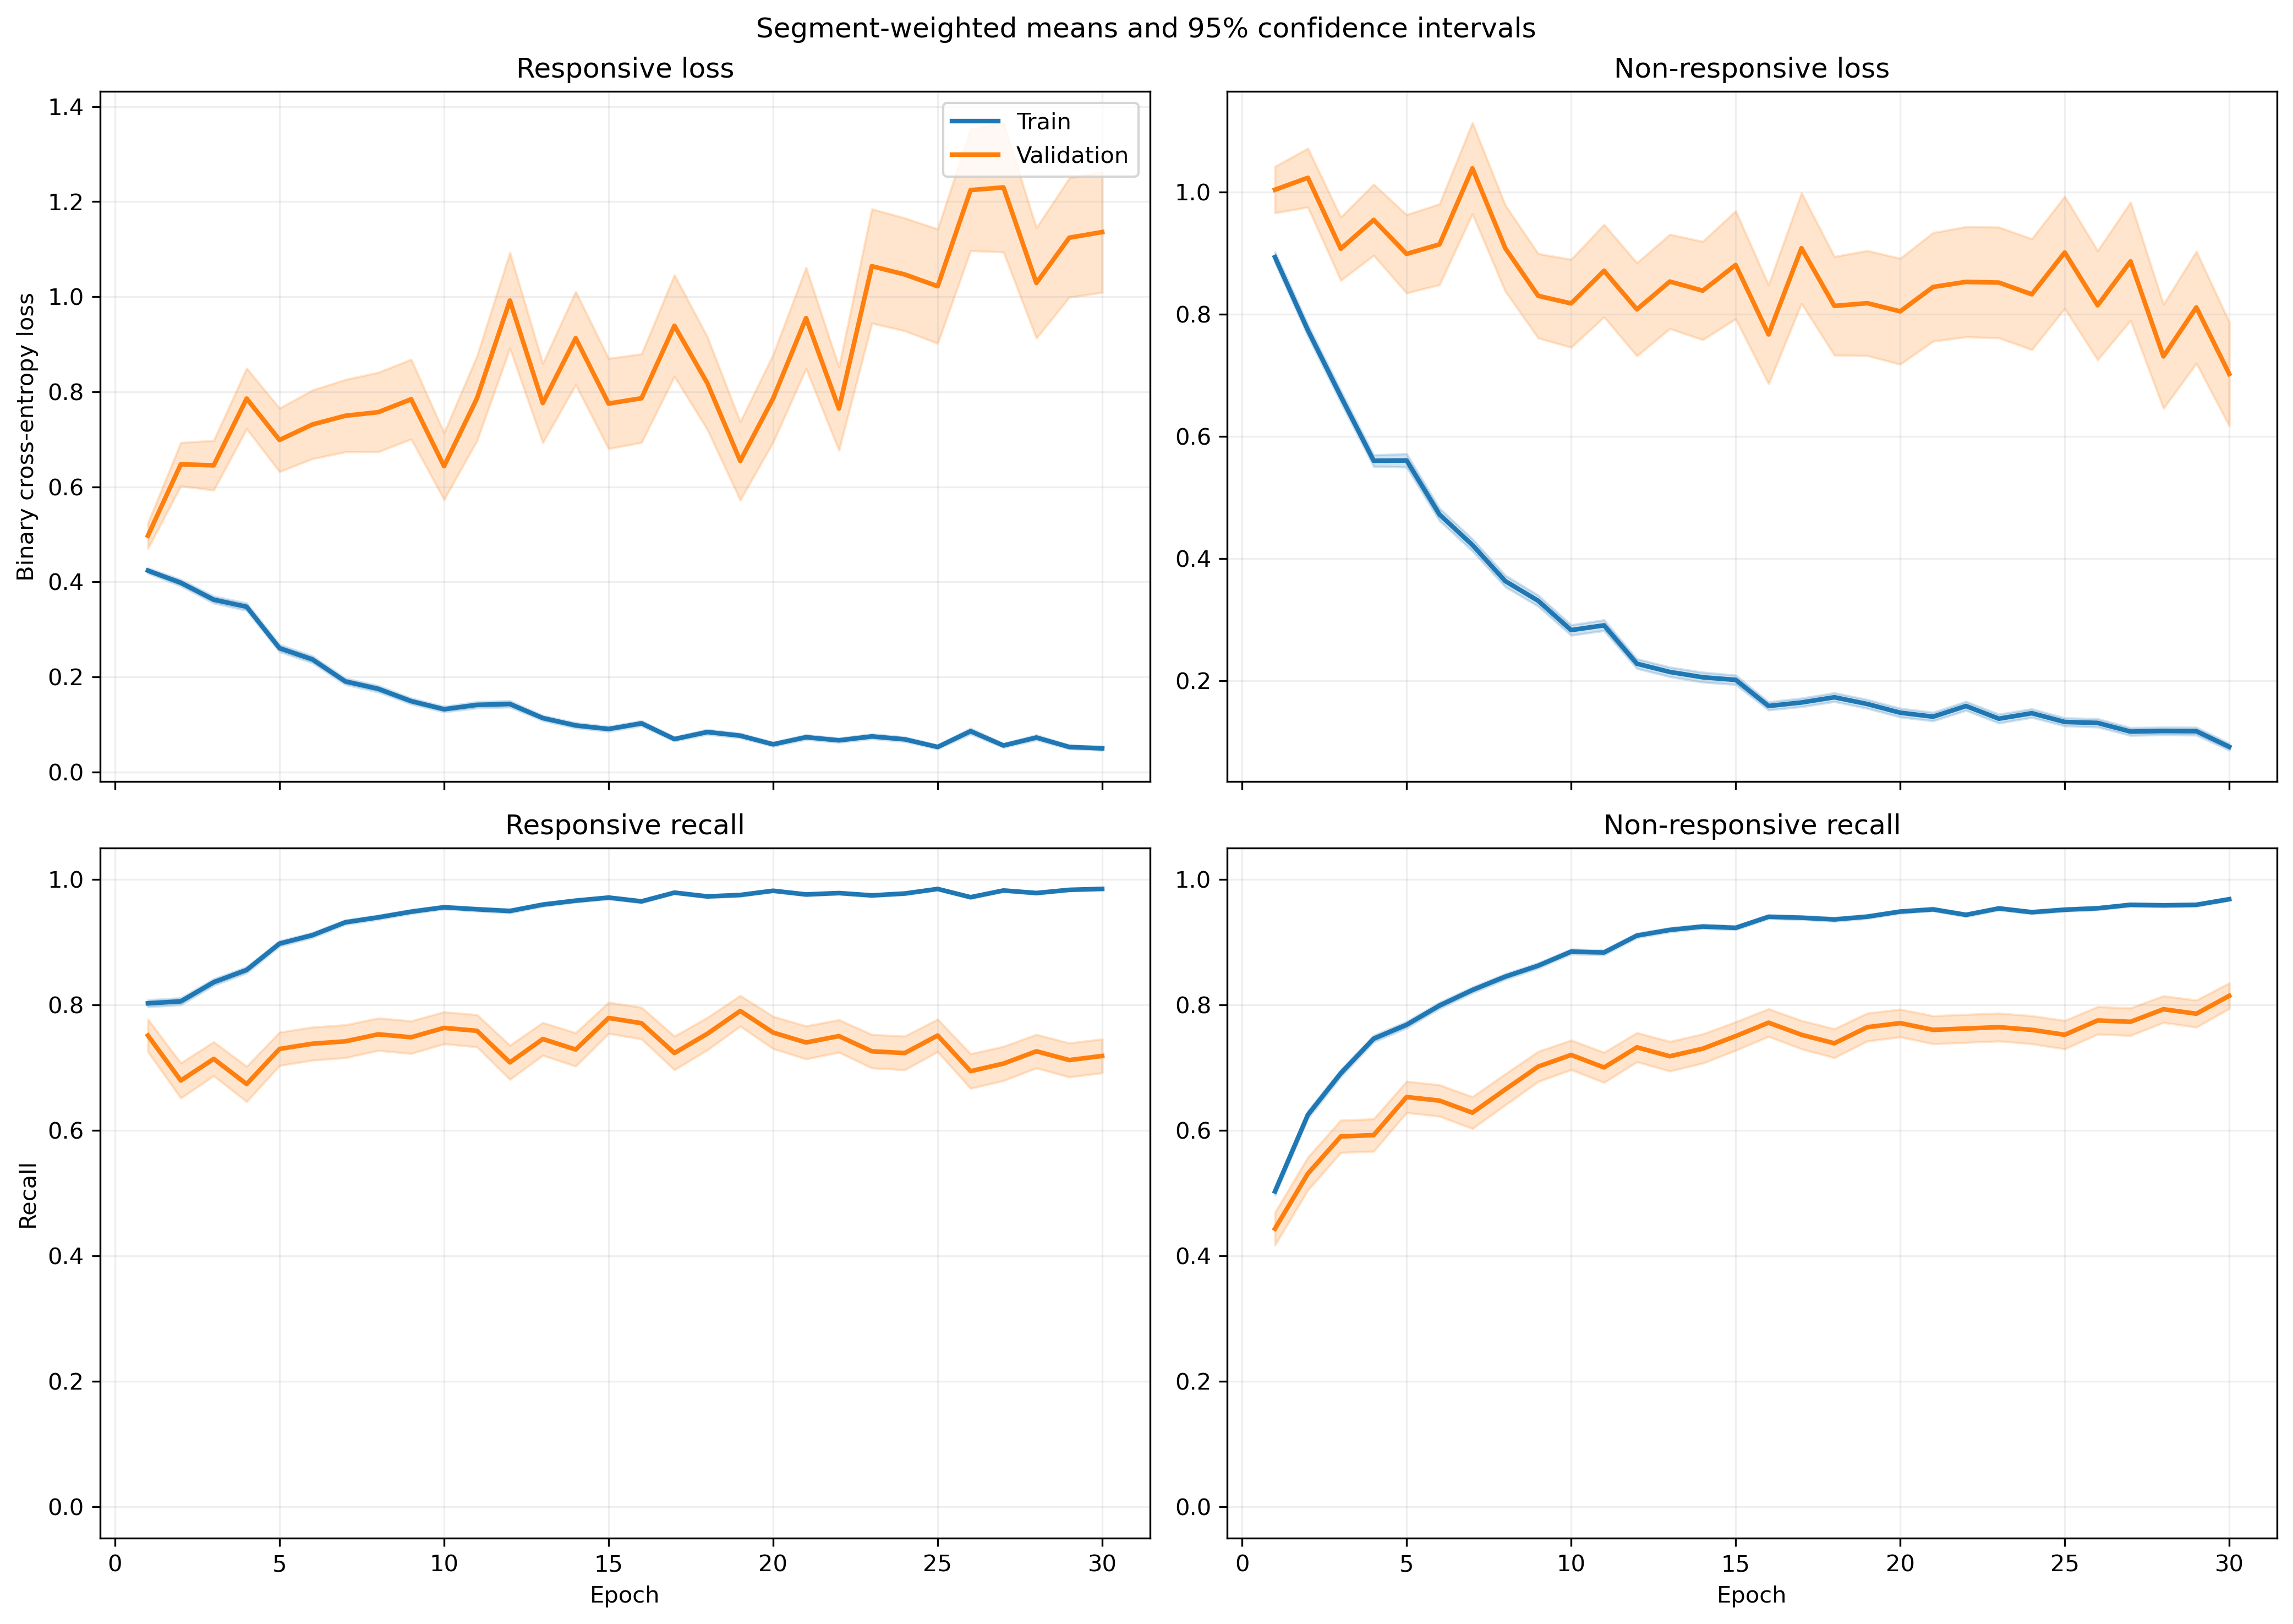 Segment-weighted means and 95% confidence intervals
Responsive loss
Non-responsive loss
Train
Validation
Binary cross-entropy loss
1.4
1.2
1.0
0.8
0.6
0.4
0.2
0.0
1.0
0.8
0.6
0.4
0.2
Responsive recall
Non-responsive recall
Recall
1.0
0.8
0.6
0.4
0.2
0.0
0 5 10 15 20 25 30
Epoch
1.0
0.8
0.6
0.4
0.2
0.0
0 5 10 15 20 25 30
Epoch